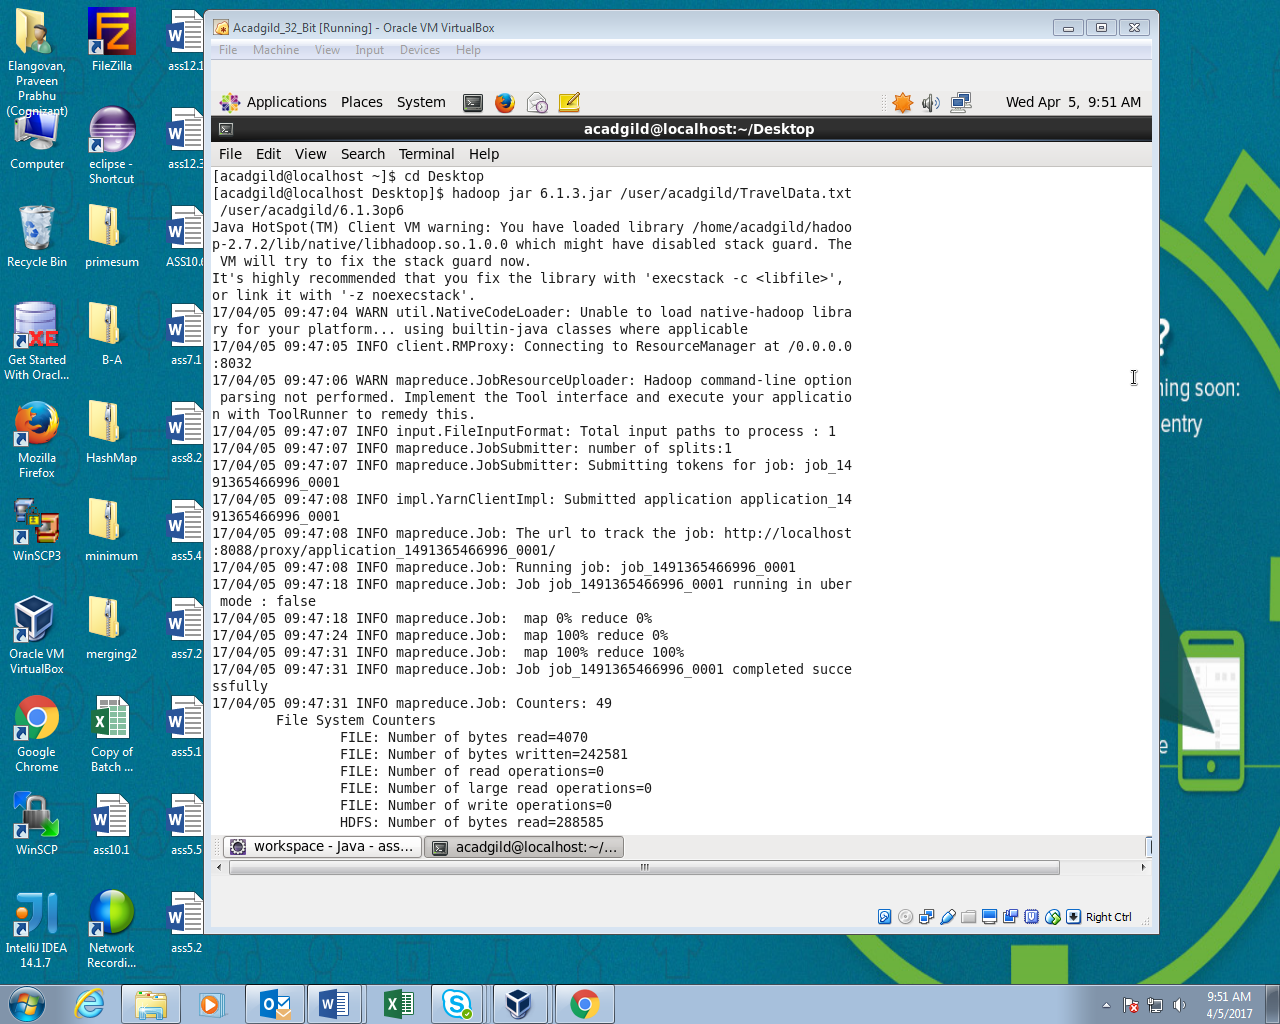 Acadgild_32_Bit [Running] - Oracle VM VirtualBox
File Machine View Input Devices Help
Applications Places System
Wed Apr 5, 9:51 AM
acadgild@localhost:~/Desktop
File Edit View Search Terminal Help
[acadgild@localhost ~]$ cd Desktop
[acadgild@localhost Desktop]$ hadoop jar 6.1.3.jar /user/acadgild/TravelData.txt
/user/acadgild/6.1.3op6
Java HotSpot(TM) Client VM warning: You have loaded library /home/acadgild/hadoo
p-2.7.2/lib/native/libhadoop.so.1.0.0 which might have disabled stack guard. The
VM will try to fix the stack guard now.
It's highly recommended that you fix the library with 'execstack -c <libfile>',
or link it with '-z noexecstack'.
17/04/05 09:47:04 WARN util.NativeCodeLoader: Unable to load native-hadoop libra
ry for your platform... using builtin-java classes where applicable
17/04/05 09:47:05 INFO client.RMProxy: Connecting to ResourceManager at /0.0.0.0
:8032
17/04/05 09:47:06 WARN mapreduce.JobResourceUploader: Hadoop command-line option
parsing not performed. Implement the Tool interface and execute your applicatio
n with ToolRunner to remedy this.
17/04/05 09:47:07 INFO input.FileInputFormat: Total input paths to process : 1
17/04/05 09:47:07 INFO mapreduce.JobSubmitter: number of splits:1
17/04/05 09:47:07 INFO mapreduce.JobSubmitter: Submitting tokens for job: job_14
91365466996_0001
17/04/05 09:47:08 INFO impl.YarnClientImpl: Submitted application application_14
91365466996_0001
17/04/05 09:47:08 INFO mapreduce.Job: The url to track the job: http://localhost
:8088/proxy/application_1491365466996_0001/
17/04/05 09:47:08 INFO mapreduce.Job: Running job: job_1491365466996_0001
17/04/05 09:47:18 INFO mapreduce.Job: Job job_1491365466996_0001 running in uber
mode : false
17/04/05 09:47:18 INFO mapreduce.Job:  map 0% reduce 0%
17/04/05 09:47:24 INFO mapreduce.Job:  map 100% reduce 0%
17/04/05 09:47:31 INFO mapreduce.Job:  map 100% reduce 100%
17/04/05 09:47:31 INFO mapreduce.Job: Job job_1491365466996_0001 completed succe
ssfully
17/04/05 09:47:31 INFO mapreduce.Job: Counters: 49
File System Counters
FILE: Number of bytes read=4070
FILE: Number of bytes written=242581
FILE: Number of read operations=0
FILE: Number of large read operations=0
FILE: Number of write operations=0
HDFS: Number of bytes read=288585
workspace - Java - ass...
acadgild@localhost:~/...
Right Ctrl
Elangovan,
Praveen
Prabhu
(Cognizant)
FileZilla
ass12.1
Computer
eclipse -
Shortcut
ass12.3
Recycle Bin
primesum
ASS10.6
Get Started
With Oracl...
B-A
ass7.1
Mozilla
Firefox
HashMap
ass8.2
WinSCP3
minimum
ass5.4
Oracle VM
VirtualBox
merging2
ass7.2
Google
Chrome
Copy of
Batch ...
ass5.1
WinSCP
ass10.1
ass5.5
IntelliJ IDEA
14.1.7
Network
Recordi...
ass5.2
?
ning soon:
entry
e
9:51 AM
4/5/2017